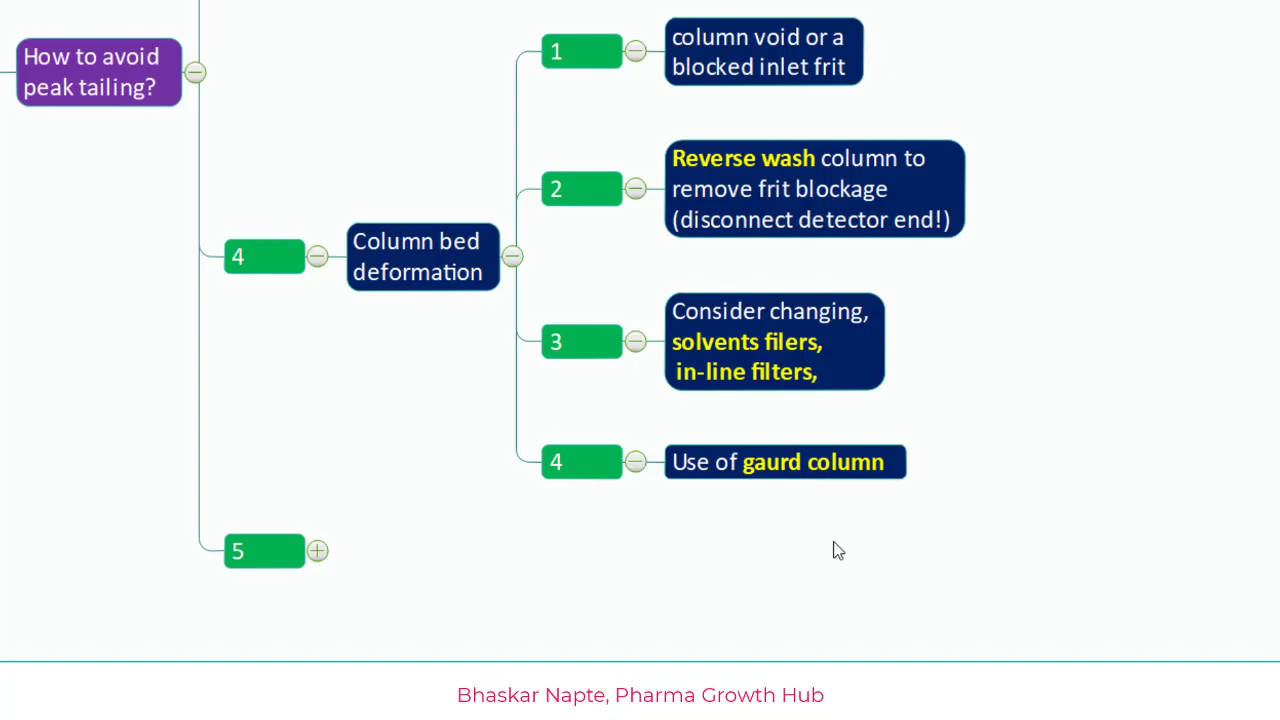 How to avoid
peak tailing?
4
Column bed
deformation
1
column void or a
blocked inlet frit
2
Reverse wash column to
remove frit blockage
(disconnect detector end!)
3
Consider changing,
solvents filers,
in-line filters,
4
Use of gaurd column
5
Bhaskar Napte, Pharma Growth Hub